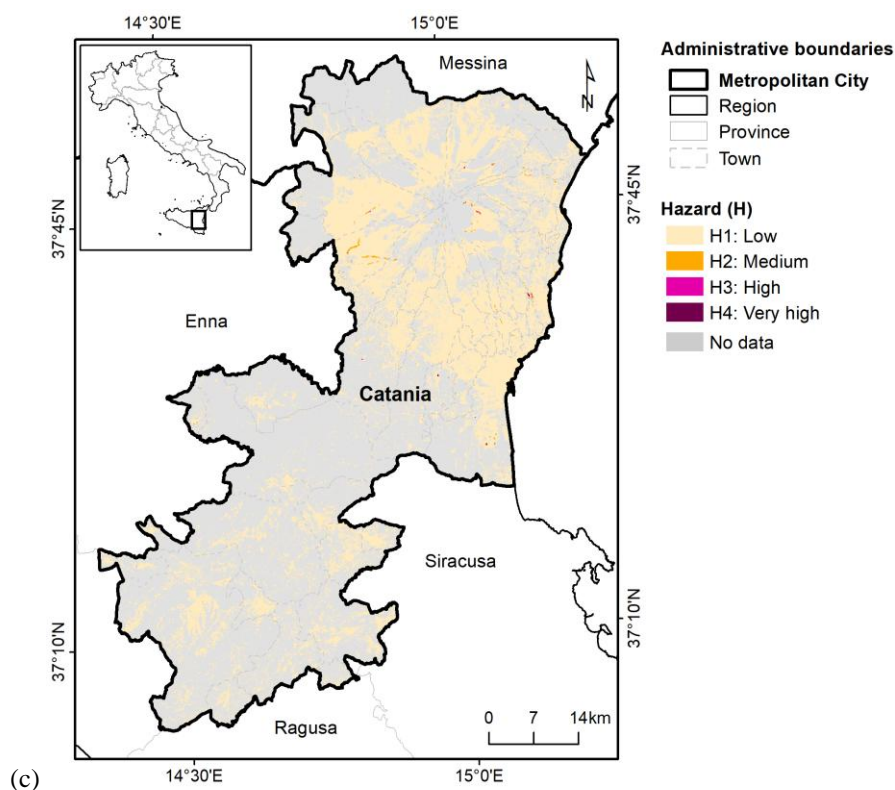 14°30'E
15°0'E
Messina
N
37°45'N
37°45'N
Enna
Catania
Siracusa
37°10'N
37°10'N
Ragusa
0 7 14km
14°30'E
15°0'E
Administrative boundaries
Metropolitan City
Region
Province
Town
Hazard (H)
H1: Low
H2: Medium
H3: High
H4: Very high
No data
(c)